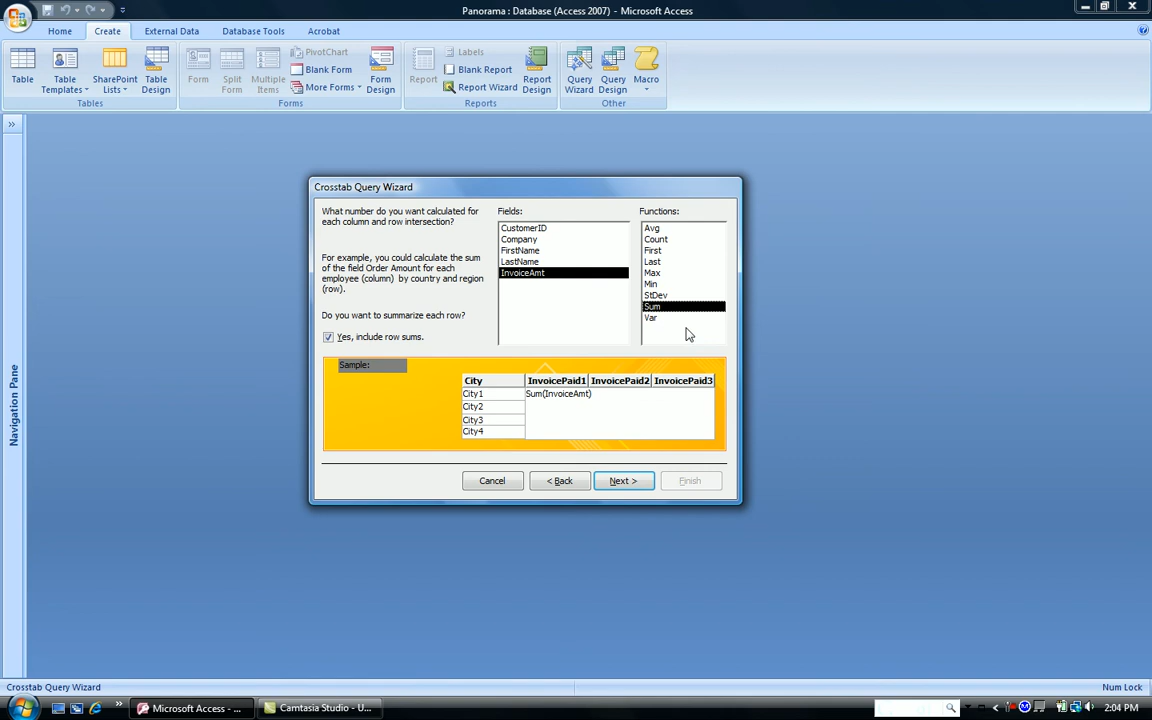 Panorama : Database (Access 2007) - Microsoft Access
Home Create External Data Database Tools Acrobat
Table
Table Templates
SharePoint Lists
Table Design
Tables
Form
Split Form
Multiple Items
PivotChart
Blank Form
More Forms
Form Design
Forms
Report
Labels
Blank Report
Report Wizard
Report Design
Reports
Query Wizard
Query Design
Macro
Other
Navigation Pane
Crosstab Query Wizard
What number do you want calculated for
each column and row intersection?
For example, you could calculate the sum
of the field Order Amount for each
employee (column) by country and region
(row).
Do you want to summarize each row?
Yes, include row sums.
Fields:
CustomerID
Company
FirstName
LastName
InvoiceAmt
Functions:
Avg
Count
First
Last
Max
Min
StDev
Sum
Var
Sample:
City InvoicePaid1 InvoicePaid2 InvoicePaid3
City1 Sum(InvoiceAmt)
City2
City3
City4
Cancel < Back Next > Finish
Crosstab Query Wizard Num Lock
Microsoft Access - ... Camtasia Studio - U... 2:04 PM